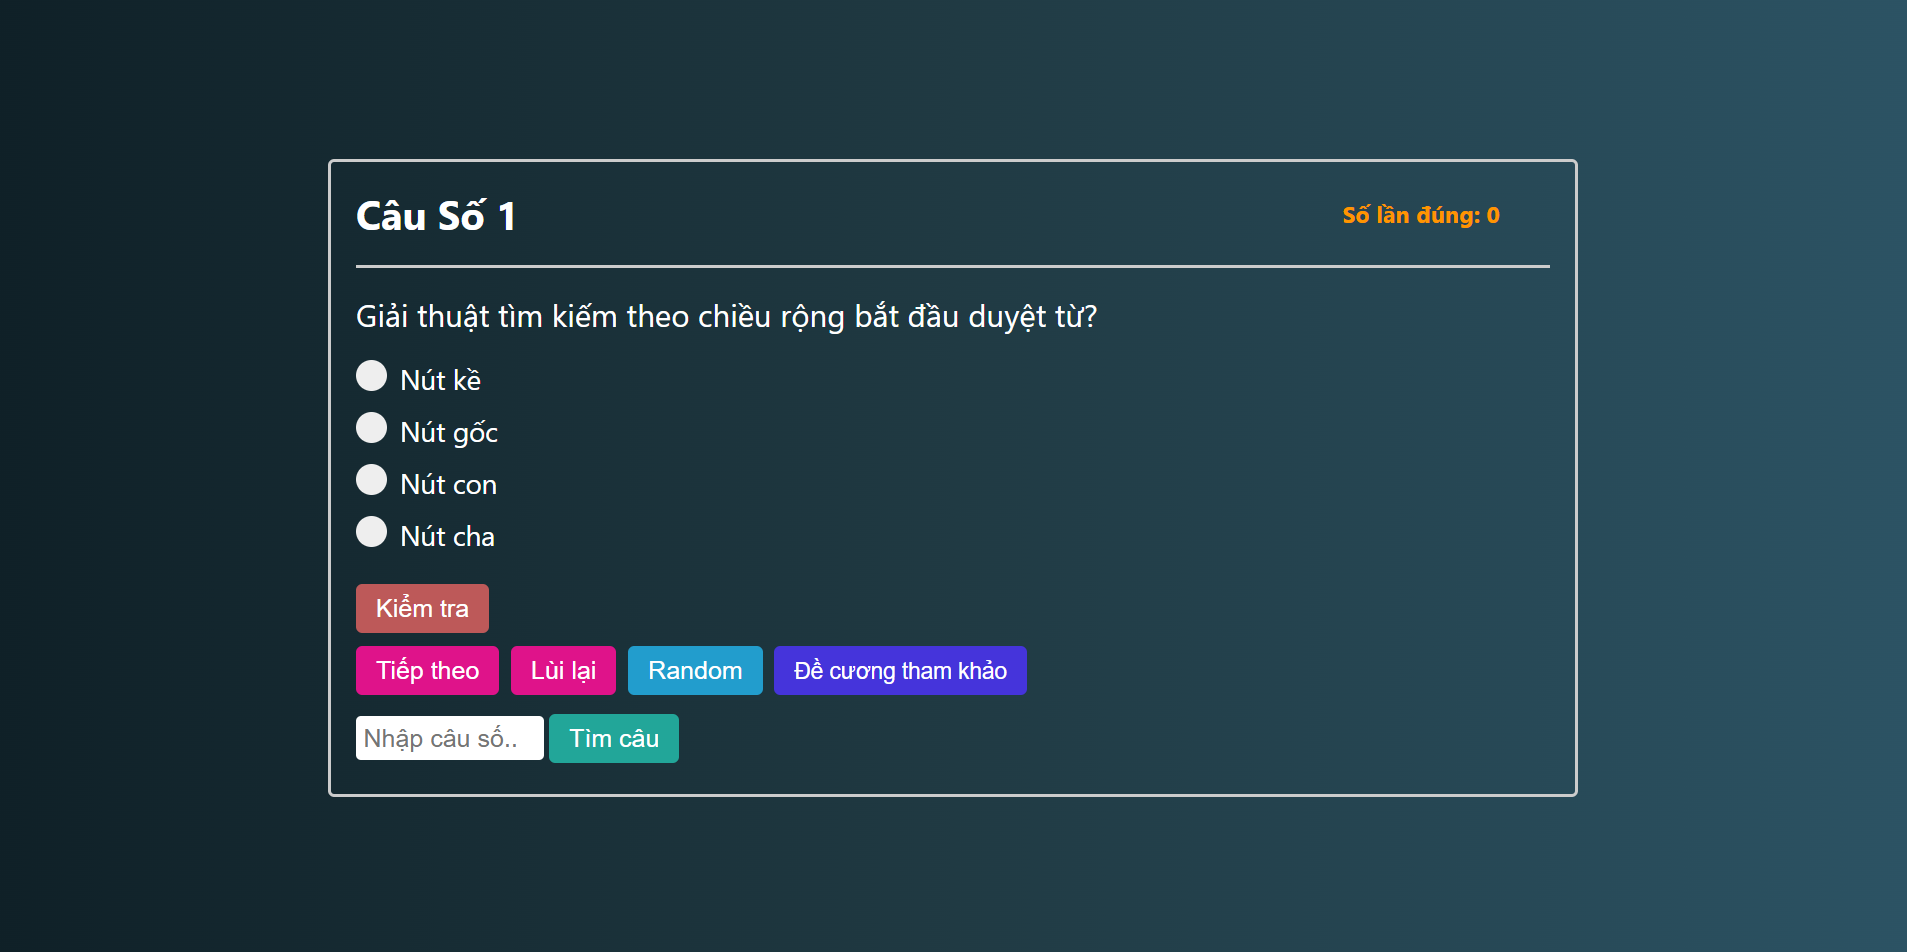 Câu Số 1
Số lần đúng: 0
Giải thuật tìm kiếm theo chiều rộng bắt đầu duyệt từ?
Nút kề
Nút gốc
Nút con
Nút cha
Kiểm tra
Tiếp theo Lùi lại Random Đề cương tham khảo
Nhập câu số.. Tìm câu